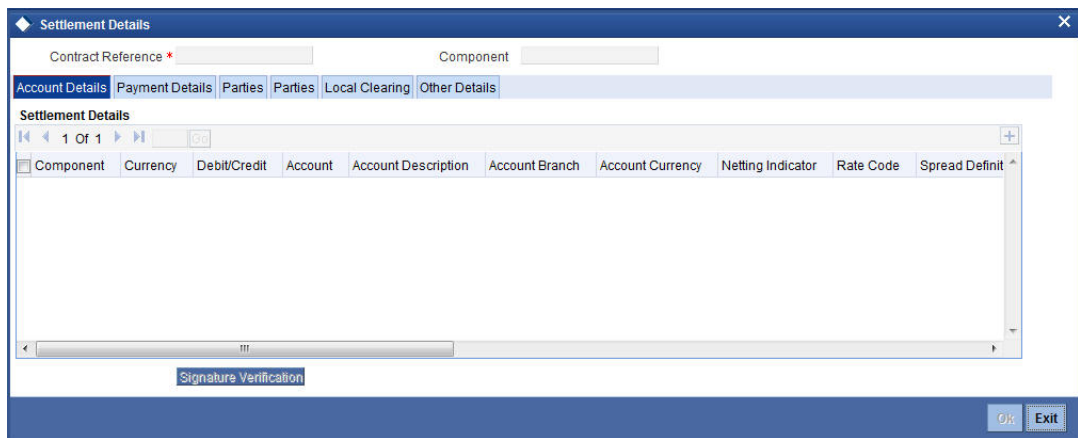 Settlement Details
Contract Reference * Component
Account Details Payment Details Parties Parties Local Clearing Other Details
Settlement Details
1 Of 1 Go
Component Currency Debit/Credit Account Account Description Account Branch Account Currency Netting Indicator Rate Code Spread Definit
Signature Verification
Ok Exit